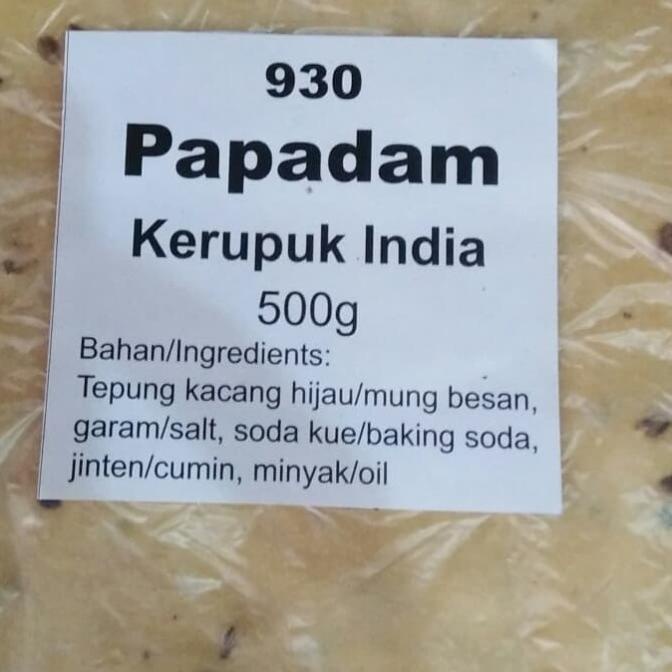 930
Papadam
Kerupuk India
500g
Bahan/Ingredients:
Tepung kacang hijau/mung besan,
garam/salt, soda kue/baking soda,
jinten/cumin, minyak/oil